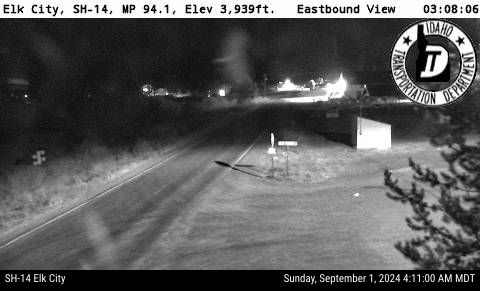 Elk City, SH-14, MP 94.1, Elev 3,939ft. Eastbound View 03:08:06
IDAHO
TRANSPORTATION DEPARTMENT
SH-14 Elk City Sunday, September 1, 2024 4:11:00 AM MDT